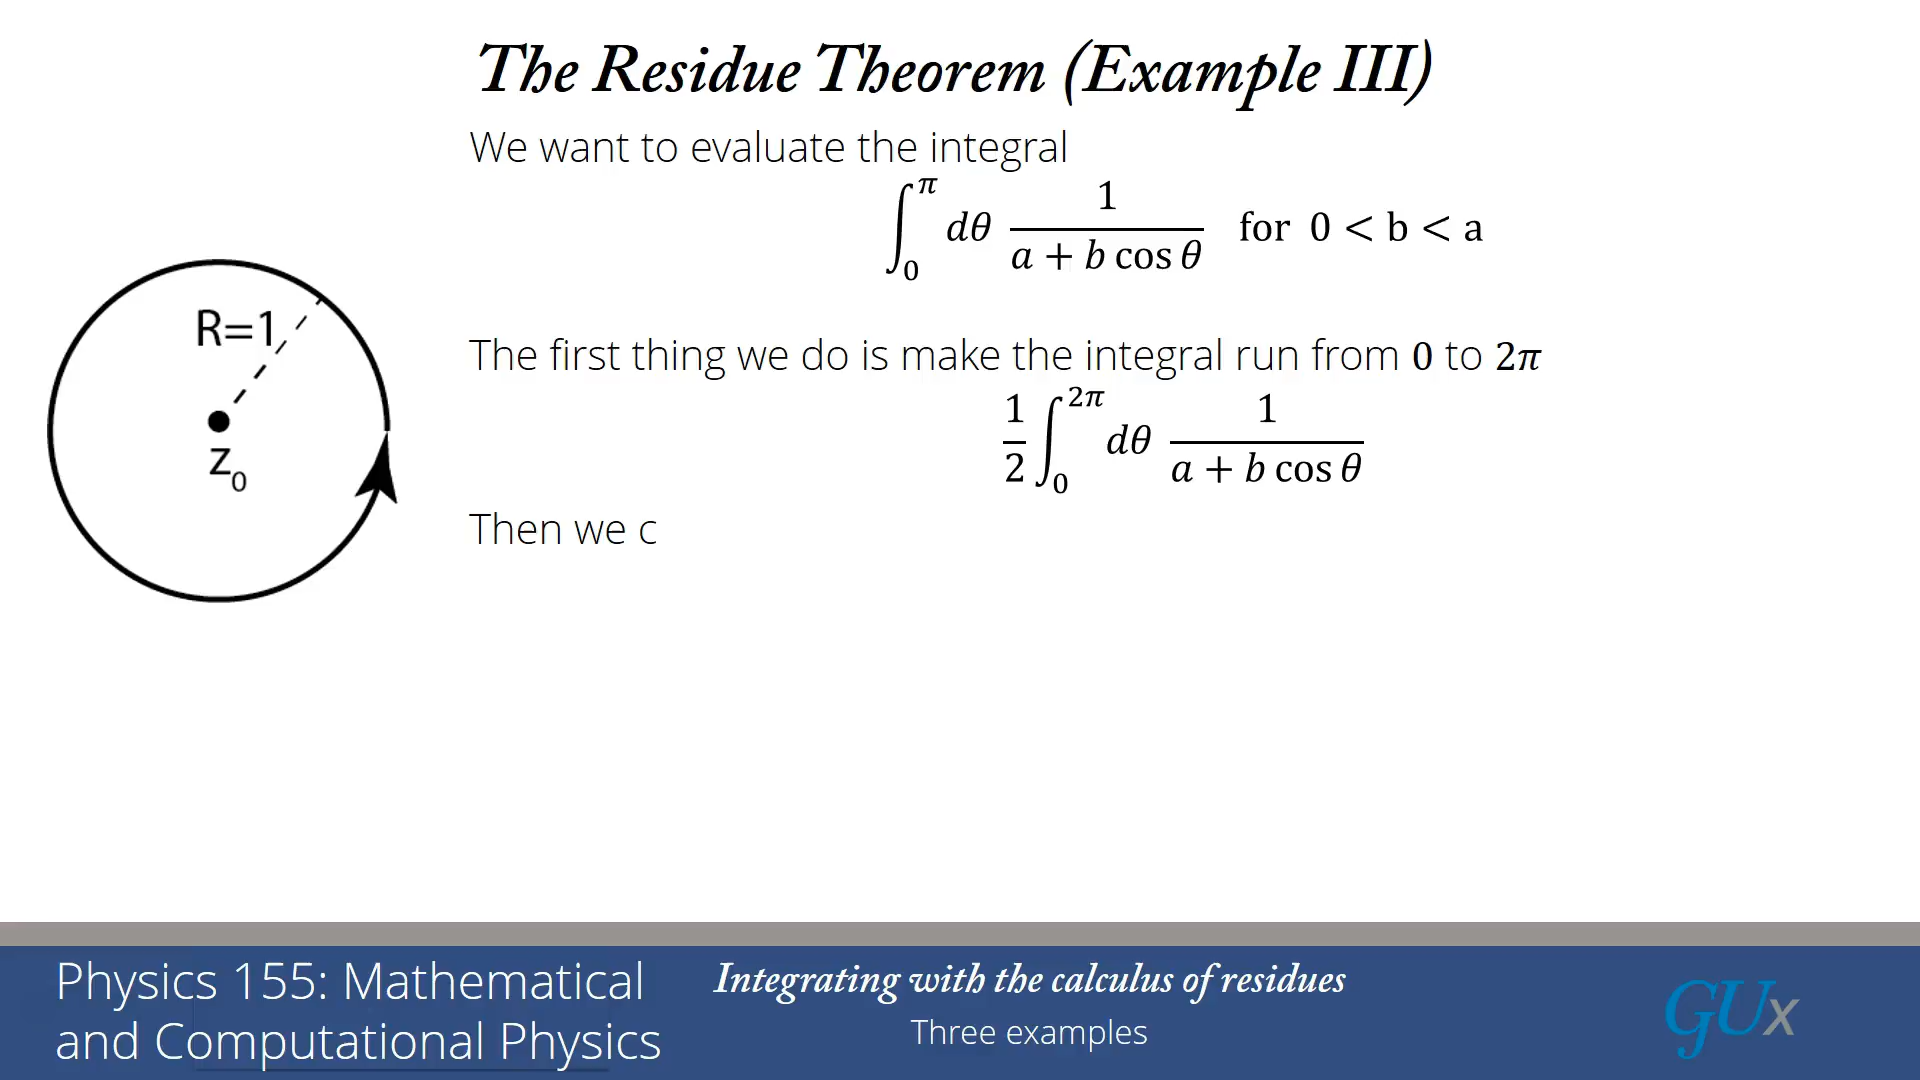 The Residue Theorem (Example III)
We want to evaluate the integral
∫₀^π dθ 1/(a + b cos θ) for 0 < b < a
R=1
z₀
The first thing we do is make the integral run from 0 to 2π
1/2 ∫₀^2π dθ 1/(a + b cos θ)
Then we c
Physics 155: Mathematical
and Computational Physics
Integrating with the calculus of residues
Three examples
GUx